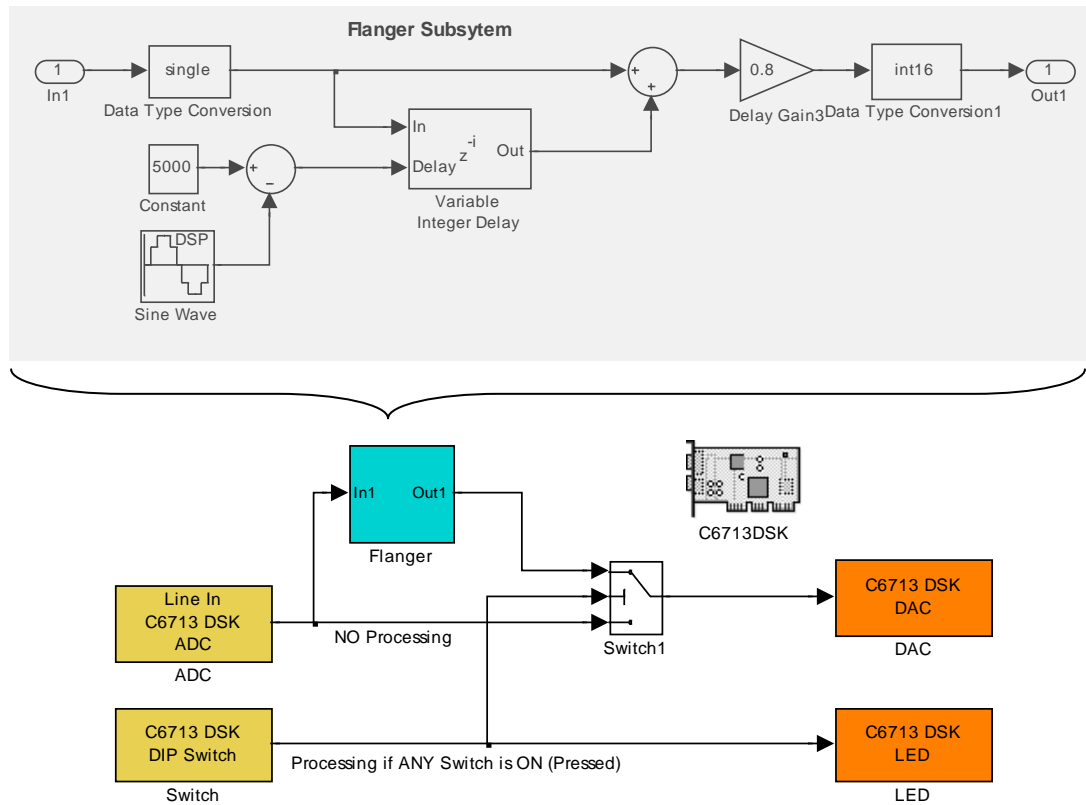 Flanger Subsytem
1
In1
single
Data Type Conversion
+
+
0.8
Delay Gain3
int16
Data Type Conversion1
1
Out1
In
Delay
z
-i
Out
Variable
Integer Delay
5000
Constant
+
−
DSP
Sine Wave
In1
Out1
Flanger
C6713DSK
Line In
C6713 DSK
ADC
ADC
NO Processing
Switch1
C6713 DSK
DAC
DAC
C6713 DSK
DIP Switch
Switch
Processing if ANY Switch is ON (Pressed)
C6713 DSK
LED
LED